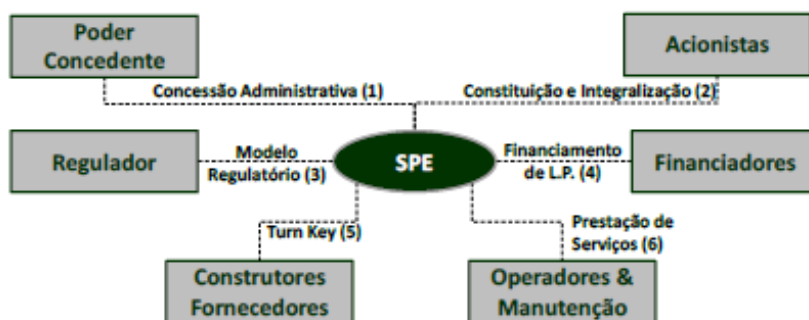 Poder
Concedente
Acionistas
Concessão Administrativa (1)
Constituição e Integralização (2)
Regulador
Modelo
Regulatório (3)
SPE
Financiamento
de L.P. (4)
Financiadores
Turn Key (5)
Prestação de
Serviços (6)
Construtores
Fornecedores
Operadores &
Manutenção